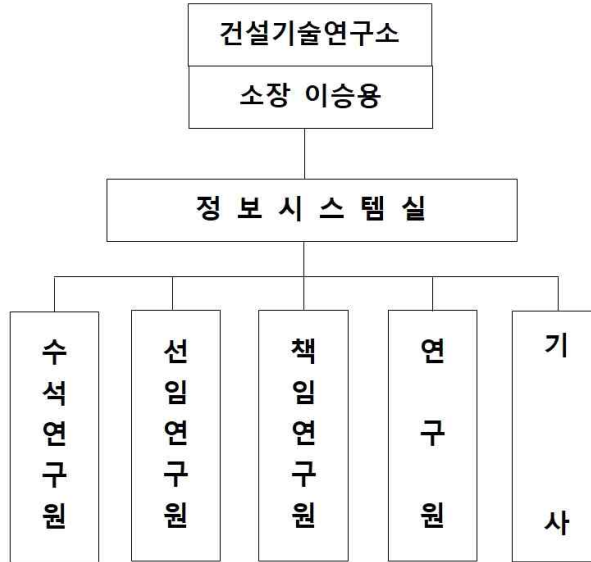 건설기술연구소
소장 이승용
정 보 시 스 템 실
수석연구원
선임연구원
책임연구원
연 구 원
기 사